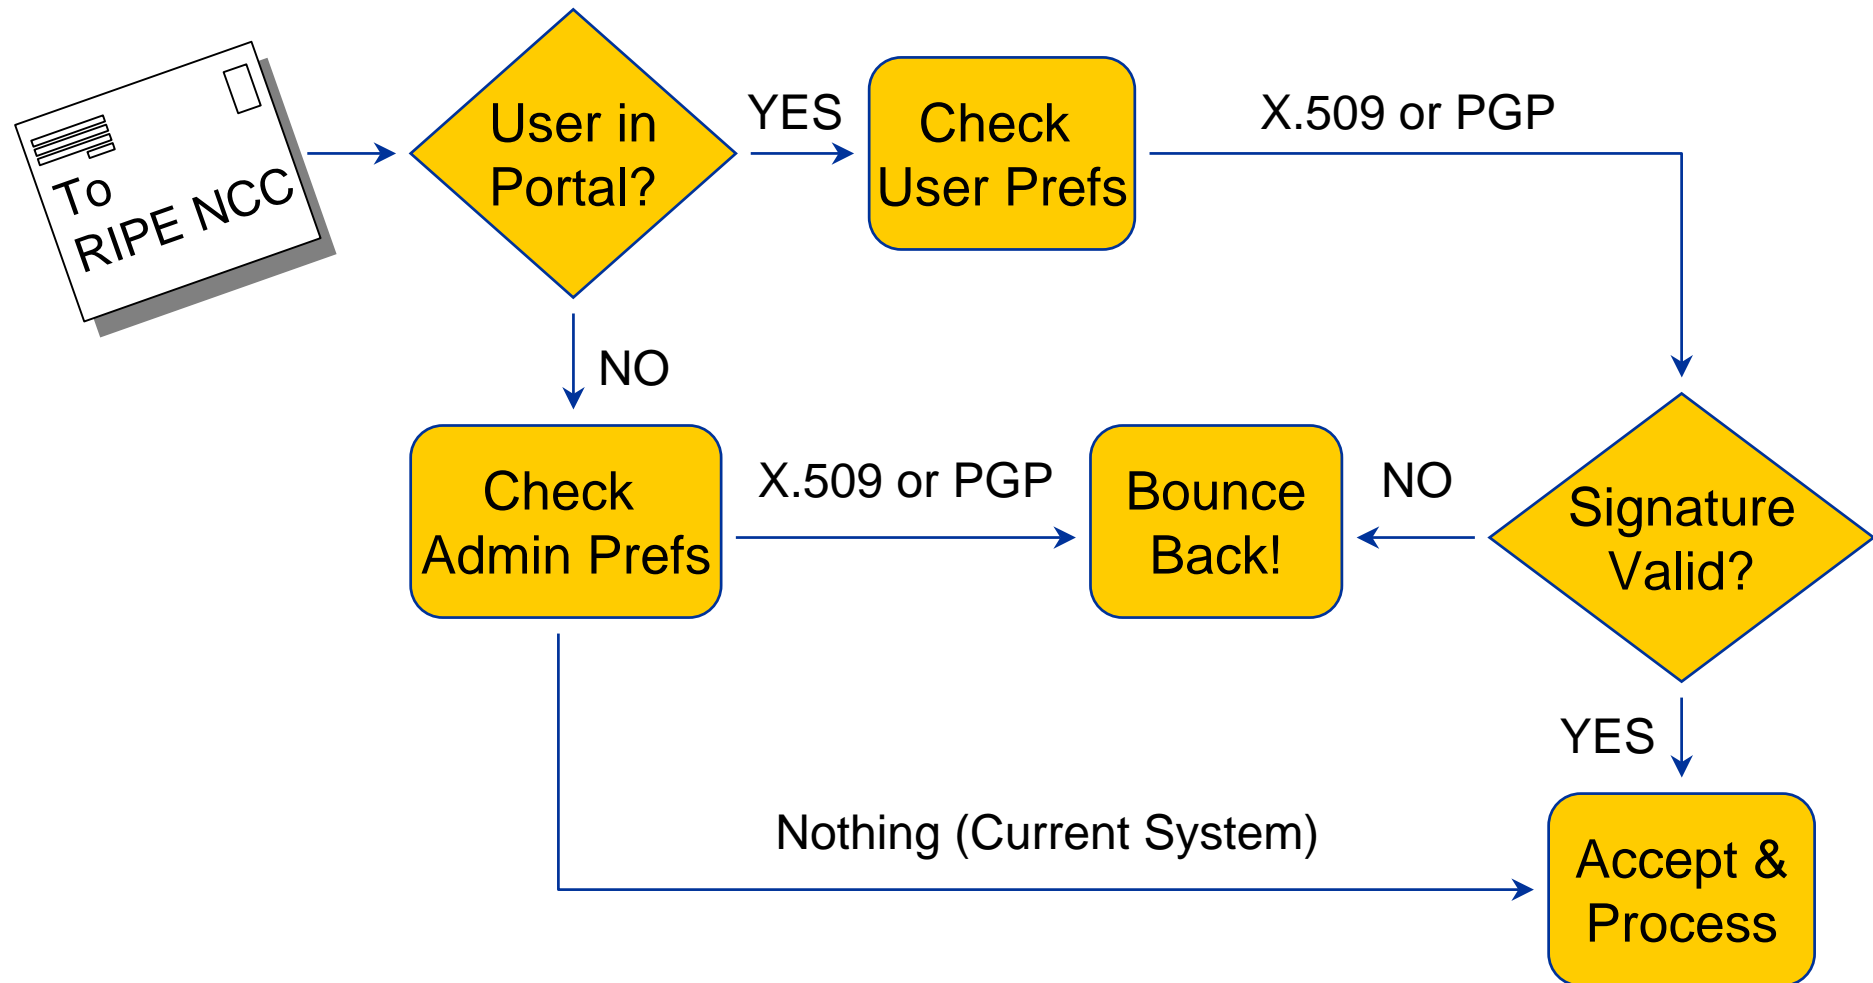 To
RIPE NCC
User in
Portal?
YES
Check
User Prefs
X.509 or PGP
NO
Check
Admin Prefs
X.509 or PGP
Bounce
Back!
NO
Signature
Valid?
YES
Nothing (Current System)
Accept &
Process